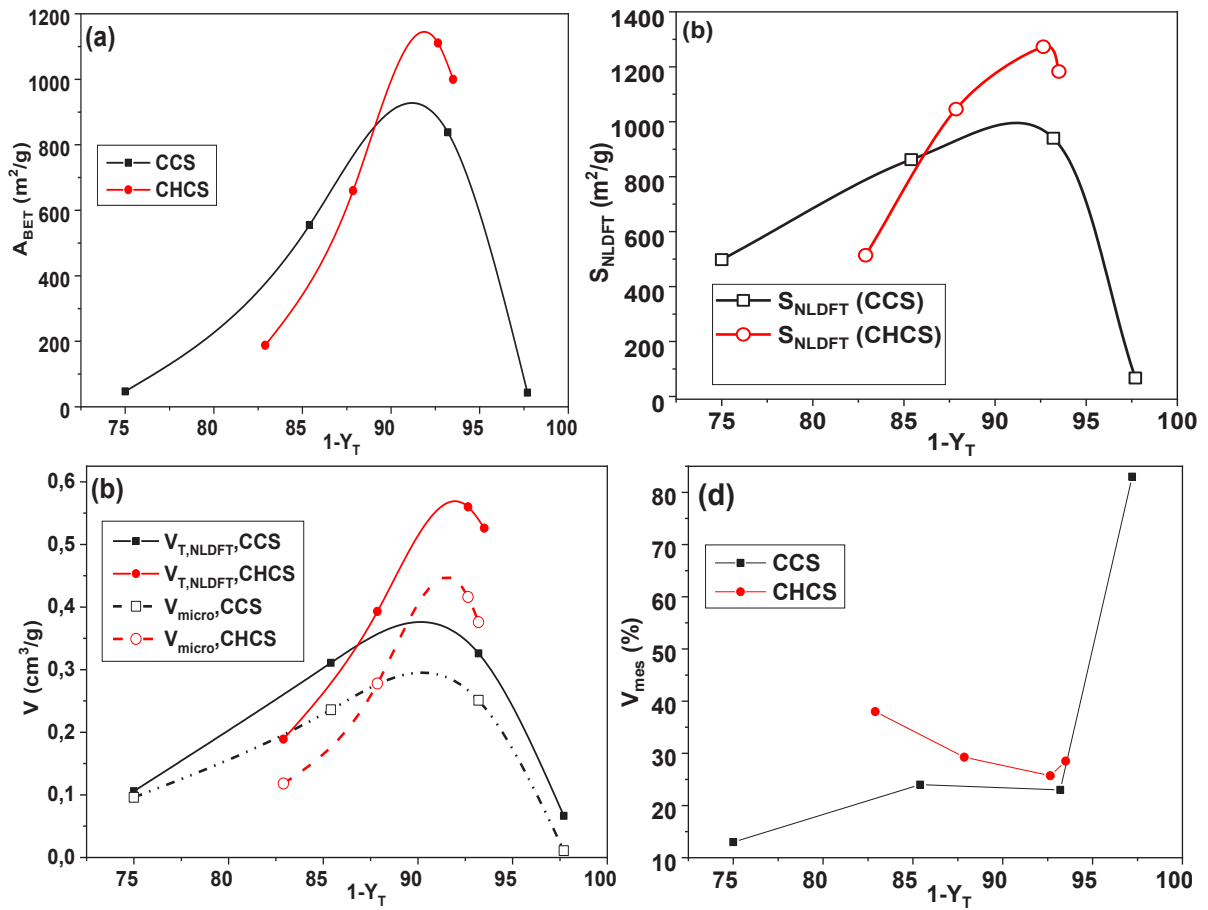 (a)
1200
1000
800
600
400
200
0
A_BET (m²/g)
CCS
CHCS
75 80 85 90 95 100
1-Y_T
(b)
1400
1200
1000
800
600
400
200
0
S_NLDFT (m²/g)
S_NLDFT (CCS)
S_NLDFT (CHCS)
75 80 85 90 95 100
1-Y_T
(b)
0,6
0,5
0,4
0,3
0,2
0,1
0,0
V (cm³/g)
V_T,NLDFT,CCS
V_T,NLDFT,CHCS
V_micro,CCS
V_micro,CHCS
75 80 85 90 95 100
1-Y_T
(d)
80
70
60
50
40
30
20
10
V_mes (%)
CCS
CHCS
75 80 85 90 95 100
1-Y_T